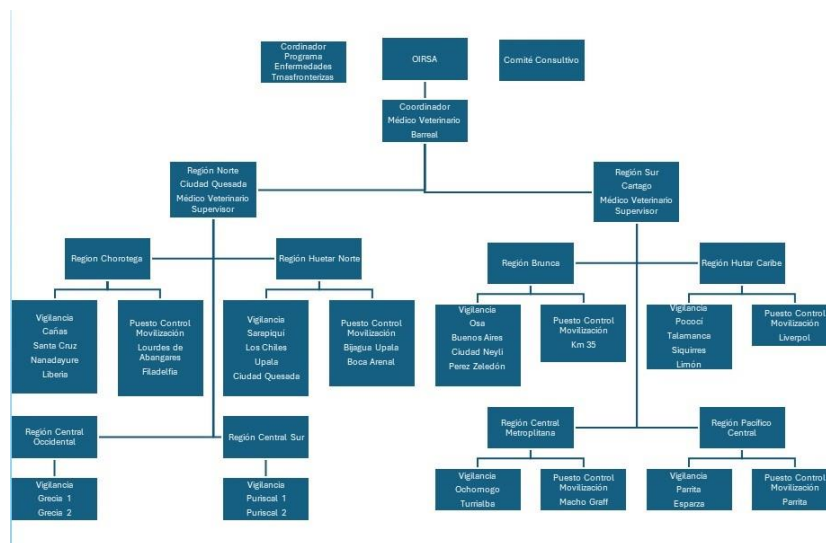 Cordinador
Programa
Enfermedades
Trnasfronterizas
OIRSA
Comité Consultivo
Coordinador
Médico Veterinario
Barreal
Región Norte
Ciudad Quesada
Médico Veterinario
Supervisor
Región Sur
Cartago
Médico Veterinario
Supervisor
Region Chorotega
Región Huetar Norte
Región Brunca
Región Hutar Caribe
Vigilancia
Cañas
Santa Cruz
Nanadayure
Liberia
Puesto Control
Movilización
Lourdes de
Abangares
Filadelfia
Vigilancia
Sarapiqui
Los Chiles
Upala
Ciudad Quesada
Puesto Control
Movilización
Bijagua Upala
Boca Arenal
Vigilancia
Osa
Buenos Aires
Ciudad Neyli
Perez Zeledón
Puesto Control
Movilización
Km 35
Vigilancia
Pococí
Talamanca
Siquirres
Limón
Puesto Control
Movilización
Liverpol
Región Central
Occidental
Región Central Sur
Región Central
Metroplitana
Región Pacífico
Central
Vigilancia
Grecia 1
Grecia 2
Vigilancia
Puriscal 1
Puriscal 2
Vigilancia
Ochomogo
Turrialba
Puesto Control
Movilización
Macho Graff
Vigilancia
Parrita
Esparza
Puesto Control
Movilización
Parrita